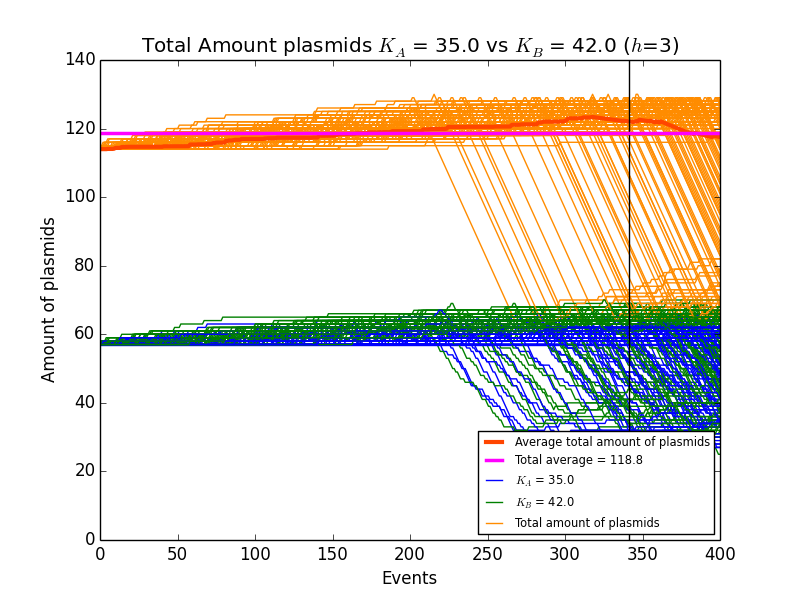 Total Amount plasmids K_A = 35.0 vs K_B = 42.0 (h=3)
140
120
100
80
60
40
20
0
Amount of plasmids
Average total amount of plasmids
Total average = 118.8
K_A = 35.0
K_B = 42.0
Total amount of plasmids
0 50 100 150 200 250 300 350 400
Events